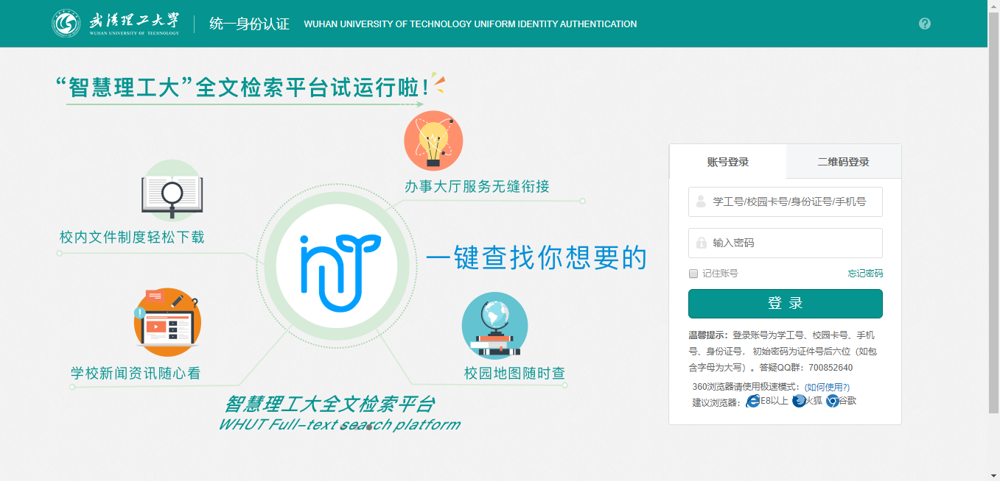 武汉理工大学
WUHAN UNIVERSITY OF TECHNOLOGY
统一身份认证
WUHAN UNIVERSITY OF TECHNOLOGY UNIFORM IDENTITY AUTHENTICATION
?
“智慧理工大”全文检索平台试运行啦！
办事大厅服务无缝衔接
校内文件制度轻松下载
一键查找你想要的
学校新闻资讯随心看
校园地图随时查
智慧理工大全文检索平台
WHUT Full-text search platform
账号登录
二维码登录
学工号/校园卡号/身份证号/手机号
输入密码
记住账号
忘记密码
登 录
温馨提示：登录账号为学工号、校园卡号、手机
号、身份证号， 初始密码为证件号后六位（如包
含字母为大写）。答疑QQ群：700852640
360浏览器请使用极速模式：(如何使用?)
建议浏览器： E8以上 火狐 谷歌